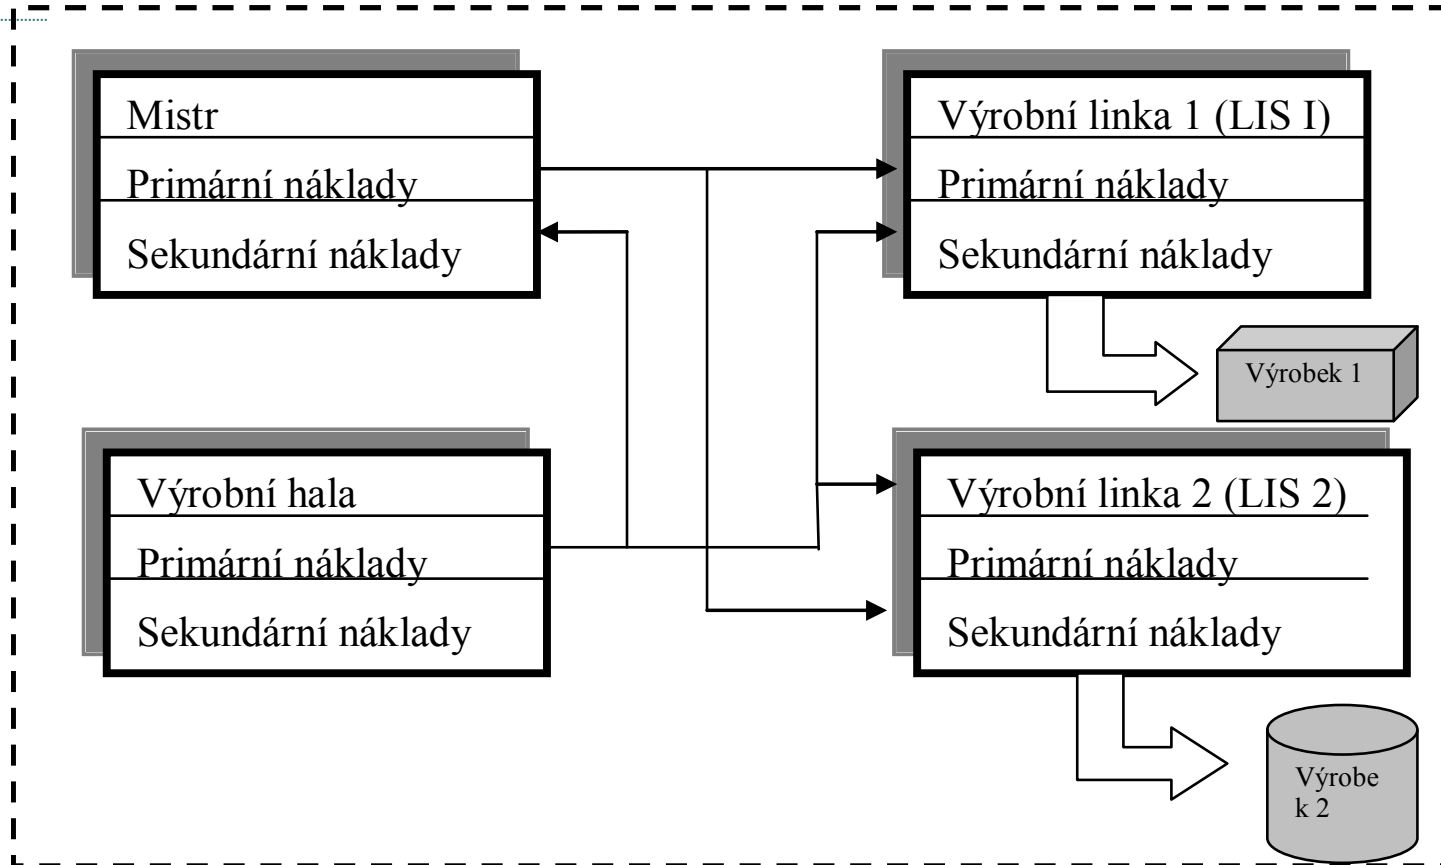 Mistr
Primární náklady
Sekundární náklady
Výrobní linka 1 (LIS I)
Primární náklady
Sekundární náklady
Výrobek 1
Výrobní hala
Primární náklady
Sekundární náklady
Výrobní linka 2 (LIS 2)
Primární náklady
Sekundární náklady
Výrobe
k 2